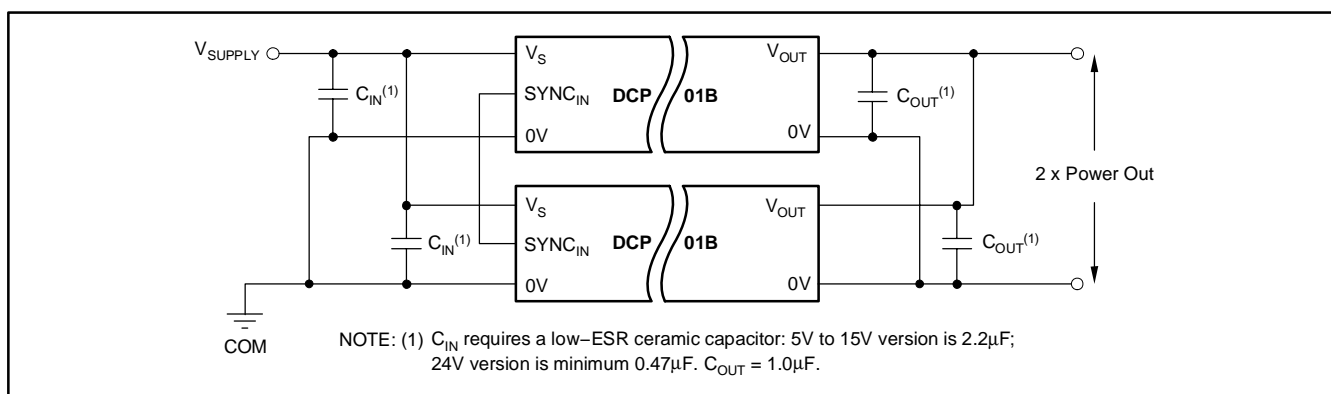 V_SUPPLY
C_IN(1)
V_S
SYNC_IN
0V
DCP
01B
V_OUT
0V
C_OUT(1)
C_IN(1)
V_S
SYNC_IN
0V
DCP
01B
V_OUT
0V
C_OUT(1)
2 x Power Out
COM
NOTE: (1) C_IN requires a low−ESR ceramic capacitor: 5V to 15V version is 2.2μF;
24V version is minimum 0.47μF. C_OUT = 1.0μF.